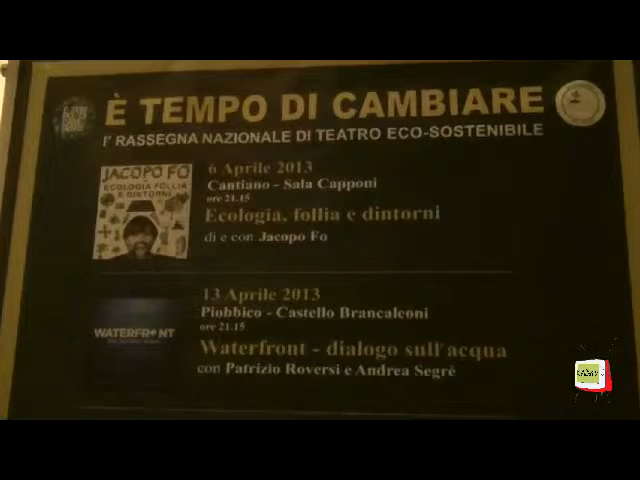 È TEMPO DI CAMBIARE
I' RASSEGNA NAZIONALE DI TEATRO ECO-SOSTENIBILE
JACOPO FO
ECOLOGIA FOLLIA
E DINTORNI
6 Aprile 2013
Cantiano - Sala Capponi
ore 21.15
Ecologia, follia e dintorni
di e con Jacopo Fo
WATERFRONT
13 Aprile 2013
Piobbico - Castello Brancaleoni
ore 21.15
Waterfront - dialogo sull'acqua
con Patrizio Roversi e Andrea Segrè